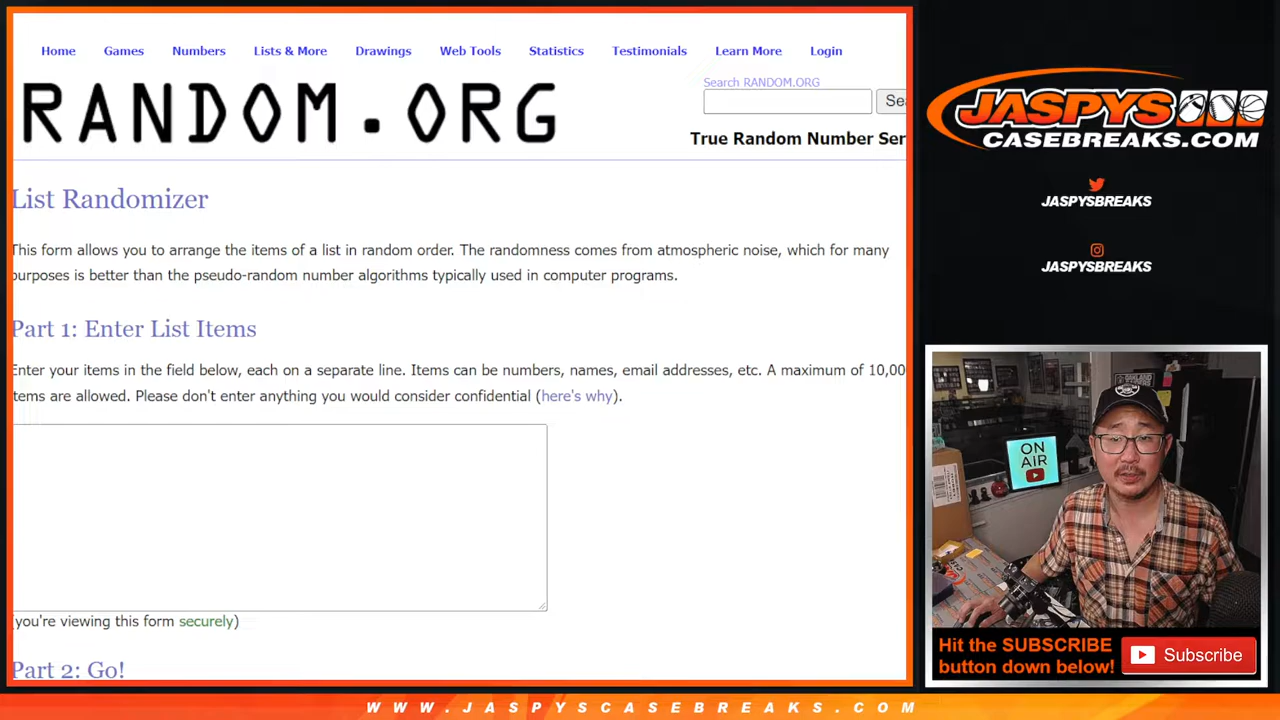 Home Games Numbers Lists & More Drawings Web Tools Statistics Testimonials Learn More Login
RANDOM.ORG
Search RANDOM.ORG
Sea
True Random Number Ser
List Randomizer
This form allows you to arrange the items of a list in random order. The randomness comes from atmospheric noise, which for many
purposes is better than the pseudo-random number algorithms typically used in computer programs.
Part 1: Enter List Items
Enter your items in the field below, each on a separate line. Items can be numbers, names, email addresses, etc. A maximum of 10,00
items are allowed. Please don't enter anything you would consider confidential (here's why).
(you're viewing this form securely)
Part 2: Go!
JASPYS
CASEBREAKS.COM
JASPYSBREAKS
JASPYSBREAKS
ON
AIR
Hit the SUBSCRIBE
button down below!
Subscribe
WWW.JASPYSCASEBREAKS.COM